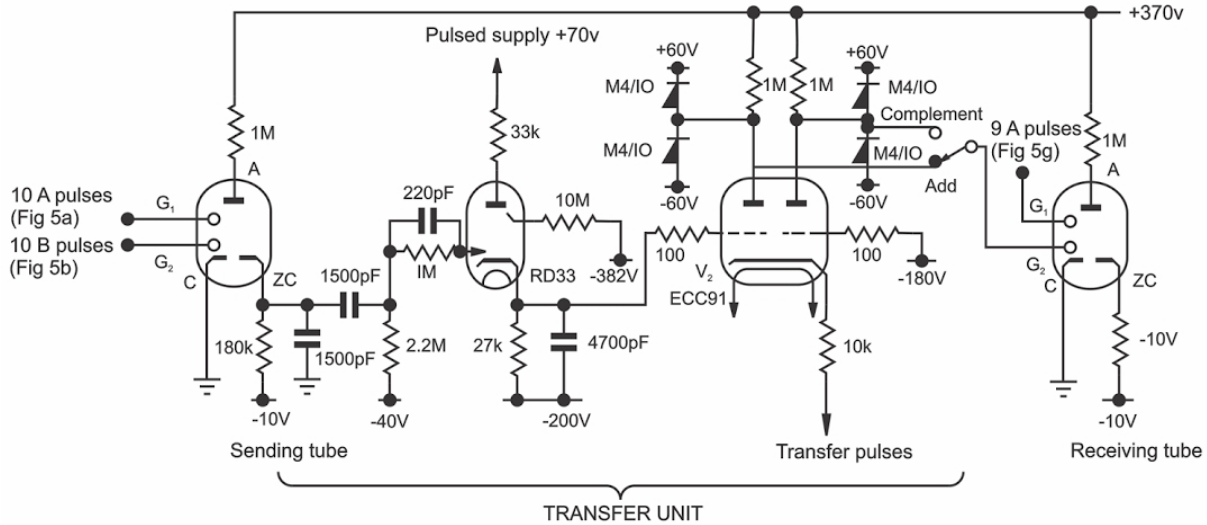 +370v
Pulsed supply +70v
+60V
+60V
M4/IO
1M
1M
M4/IO
Complement
33k
1M
9 A pulses
(Fig 5g)
1M
M4/IO
M4/IO
A
220pF
Add
A
10 A pulses
(Fig 5a)
G₁
10M
-60V
-60V
G₁
10 B pulses
(Fig 5b)
G₂
IM
-382V
100
100
G₂
C
ZC
1500pF
RD33
V₂
ECC91
-180V
C
ZC
180k
1500pF
2.2M
27k
4700pF
10k
-10V
-10V
-40V
-200V
-10V
Sending tube
Transfer pulses
Receiving tube
TRANSFER UNIT